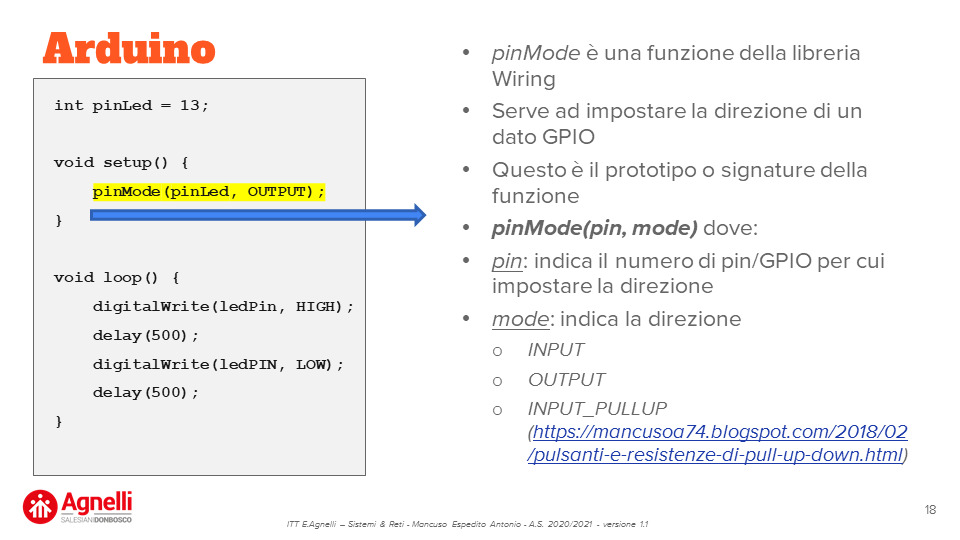 Arduino
int pinLed = 13;
void setup() {
pinMode(pinLed, OUTPUT);
}
void loop() {
digitalWrite(ledPin, HIGH);
delay(500);
digitalWrite(ledPIN, LOW);
delay(500);
}
• pinMode è una funzione della libreria
Wiring
• Serve ad impostare la direzione di un
dato GPIO
• Questo è il prototipo o signature della
funzione
• pinMode(pin, mode) dove:
• pin: indica il numero di pin/GPIO per cui
impostare la direzione
• mode: indica la direzione
o INPUT
o OUTPUT
o INPUT_PULLUP
(https://mancusoa74.blogspot.com/2018/02
/pulsanti-e-resistenze-di-pull-up-down.html)
Agnelli
SALESIANI DONBOSCO
ITT E.Agnelli – Sistemi & Reti - Mancuso Espedito Antonio - A.S. 2020/2021 - versione 1.1
18